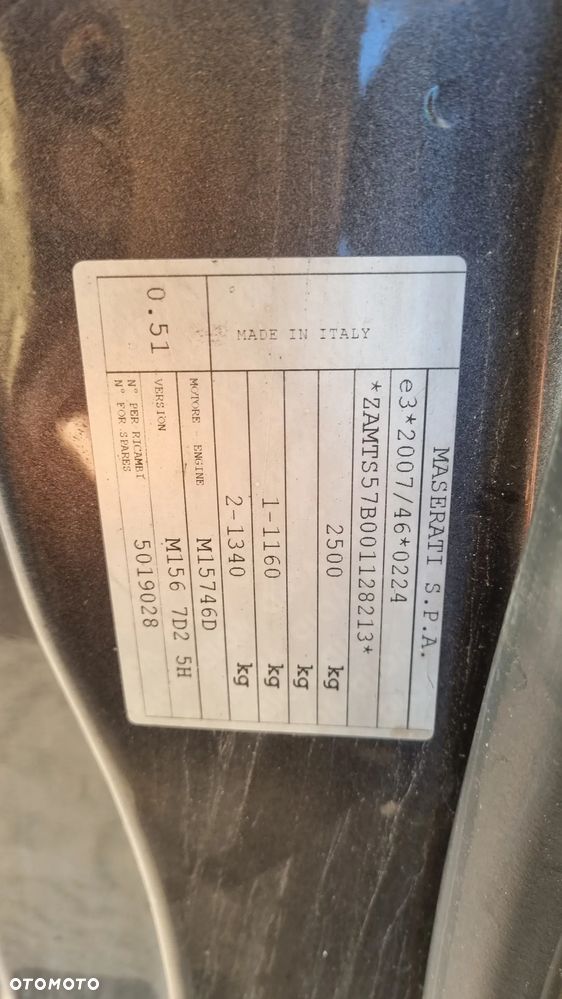 MASERATI S.P.A.
e3*2007/46*0224
*ZAMTS57B001128213*
2500 kg
kg
1-1160 kg
2-1340 kg
MOTORE ENGINE M15746D
VERSION M156 7D2 5H
N° PER RICAMBI
N° FOR SPARES 5019028
MADE IN ITALY
0.51
OTOMOTO